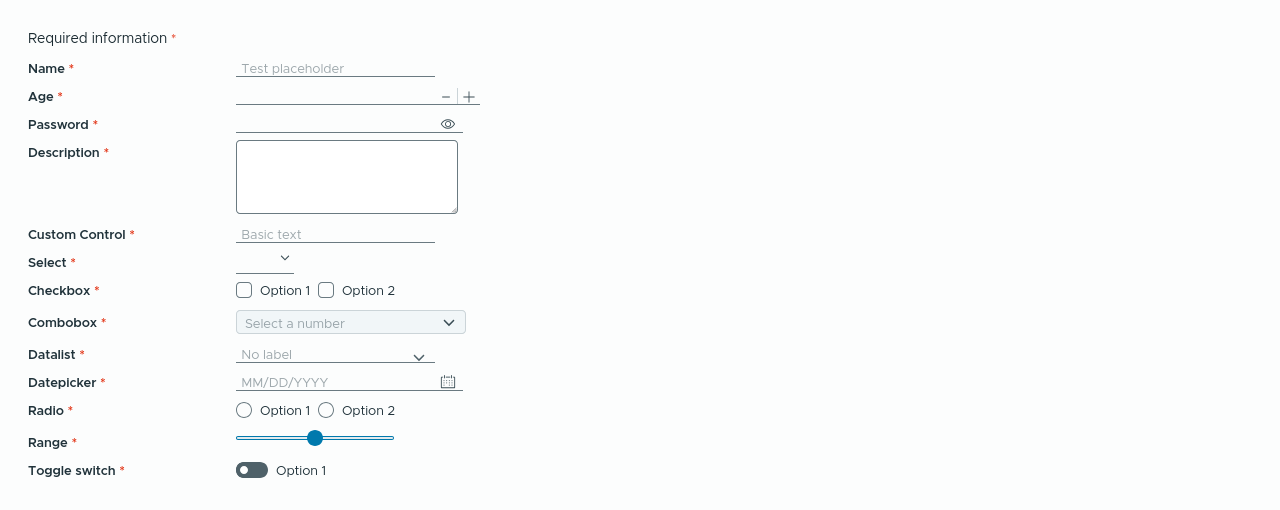 Required information *
Name * Test placeholder
Age *
Password *
Description *
Custom Control * Basic text
Select *
Checkbox * Option 1 Option 2
Combobox * Select a number
Datalist * No label
Datepicker * MM/DD/YYYY
Radio * Option 1 Option 2
Range *
Toggle switch * Option 1